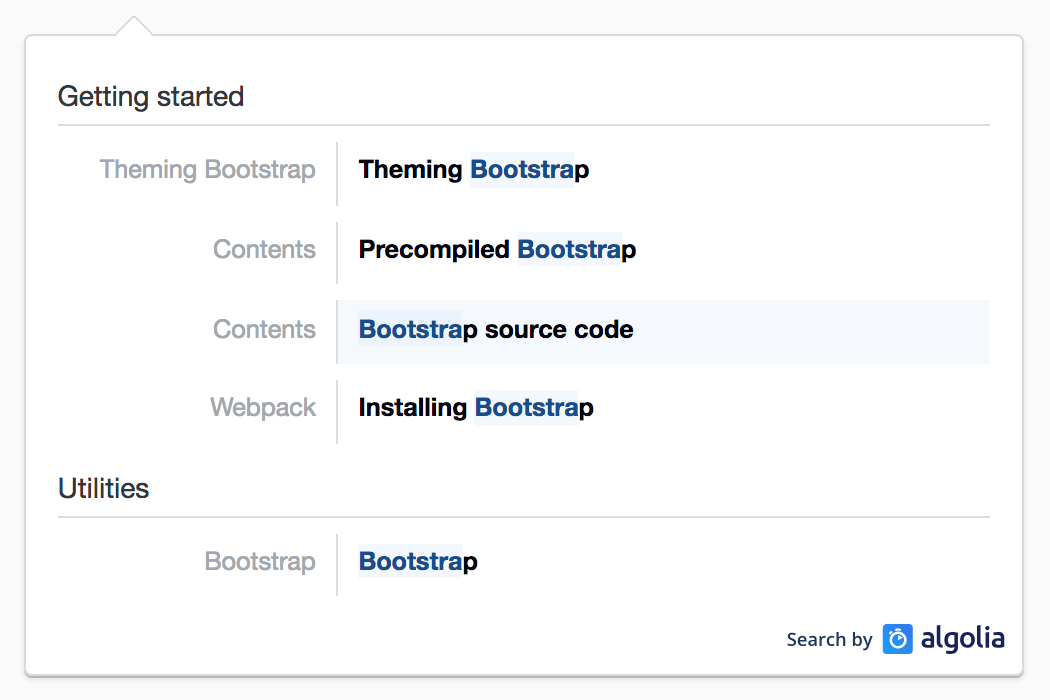 Getting started
Theming Bootstrap Theming Bootstrap
Contents Precompiled Bootstrap
Contents Bootstrap source code
Webpack Installing Bootstrap
Utilities
Bootstrap Bootstrap
Search by algolia